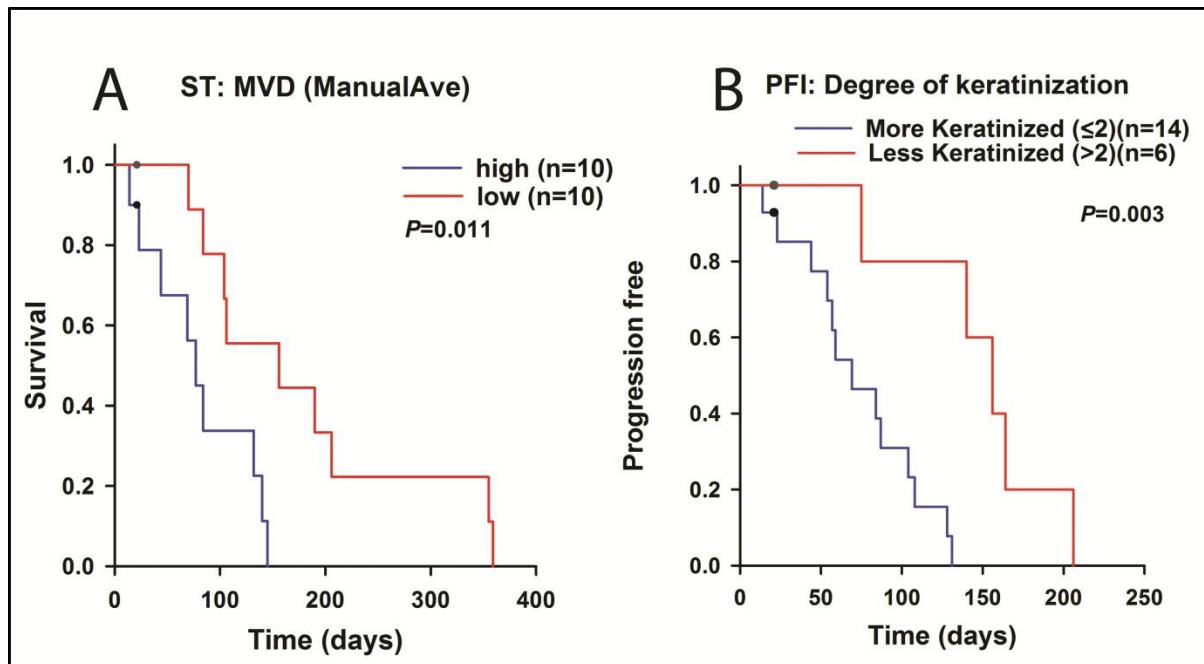 A
ST: MVD (ManualAve)
high (n=10)
low (n=10)
P=0.011
Survival
1.0
0.8
0.6
0.4
0.2
0.0
0
100
200
300
400
Time (days)
B
PFI: Degree of keratinization
More Keratinized (≤2)(n=14)
Less Keratinized (>2)(n=6)
P=0.003
Progression free
1.0
0.8
0.6
0.4
0.2
0.0
0
50
100
150
200
250
Time (days)